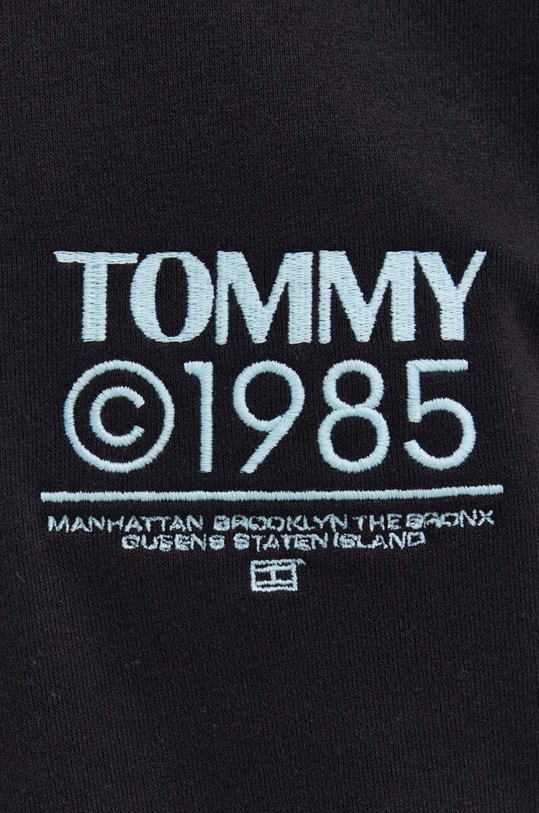 TOMMY
©1985
MANHATTAN BROOKLYN THE BRONX
QUEENS STATEN ISLAND